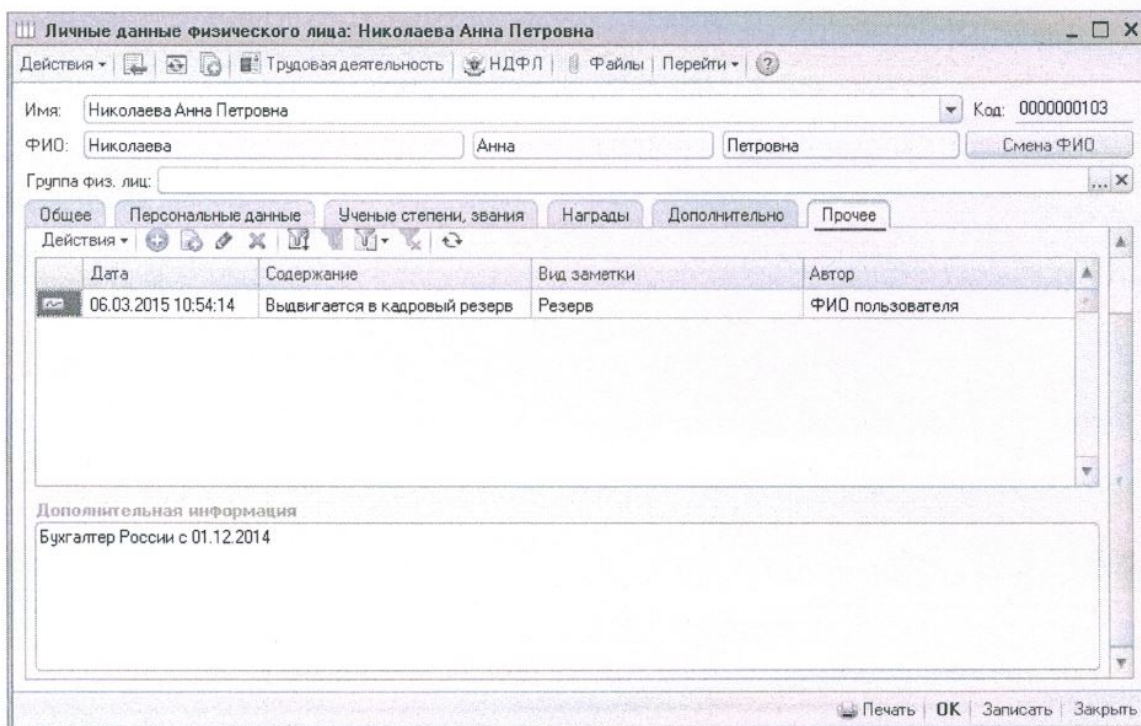 Личные данные физического лица: Николаева Анна Петровна
Действия Трудовая деятельность НДФЛ Файлы Перейти ?
Имя: Николаева Анна Петровна Код: 0000000103
ФИО: Николаева Анна Петровна Смена ФИО
Группа физ. лиц: ...
Общее Персональные данные Ученые степени, звания Награды Дополнительно Прочее
Действия
Дата Содержание Вид заметки Автор
06.03.2015 10:54:14 Выдвигается в кадровый резерв Резерв ФИО пользователя
Дополнительная информация
Бухгалтер России с 01.12.2014
Печать OK Записать Закрыть